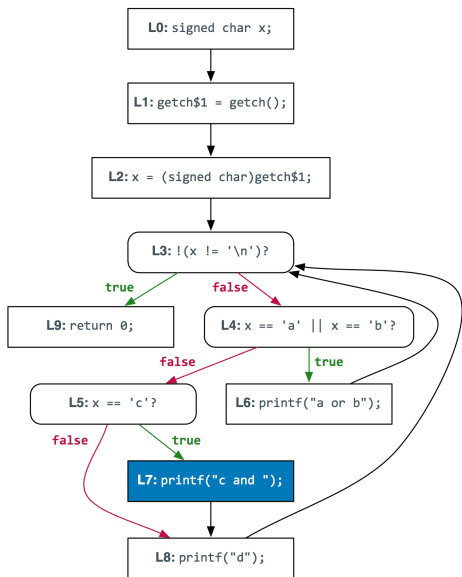 L0: signed char x;
L1: getch$1 = getch();
L2: x = (signed char)getch$1;
L3: !(x != '\n')?
true
false
L9: return 0;
L4: x == 'a' || x == 'b'?
false
true
L5: x == 'c'?
L6: printf("a or b");
false
true
L7: printf("c and ");
L8: printf("d");